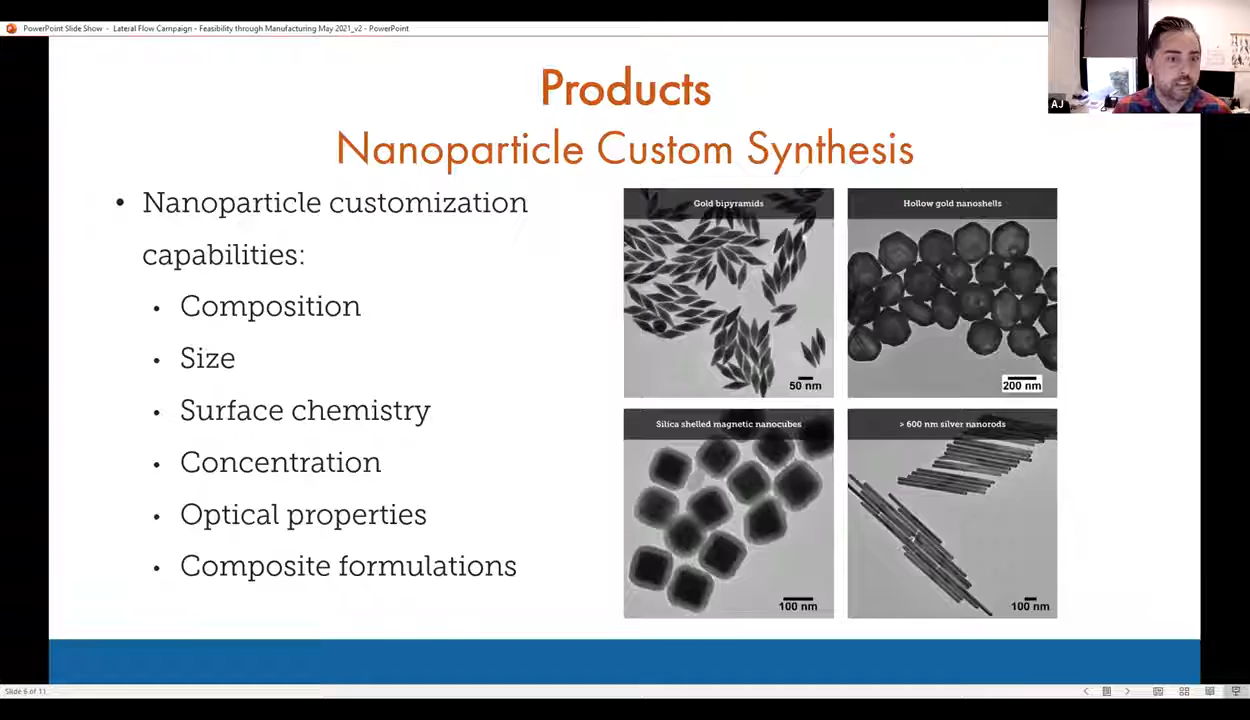 PowerPoint Slide Show - Lateral Flow Campaign - Feasibility through Manufacturing May 2021_v2 - PowerPoint
AJ
Products
Nanoparticle Custom Synthesis
• Nanoparticle customization
capabilities:
• Composition
• Size
• Surface chemistry
• Concentration
• Optical properties
• Composite formulations
Gold bipyramids
50 nm
Hollow gold nanoshells
200 nm
Silica shelled magnetic nanocubes
100 nm
> 600 nm silver nanorods
100 nm
Slide 6 of 11